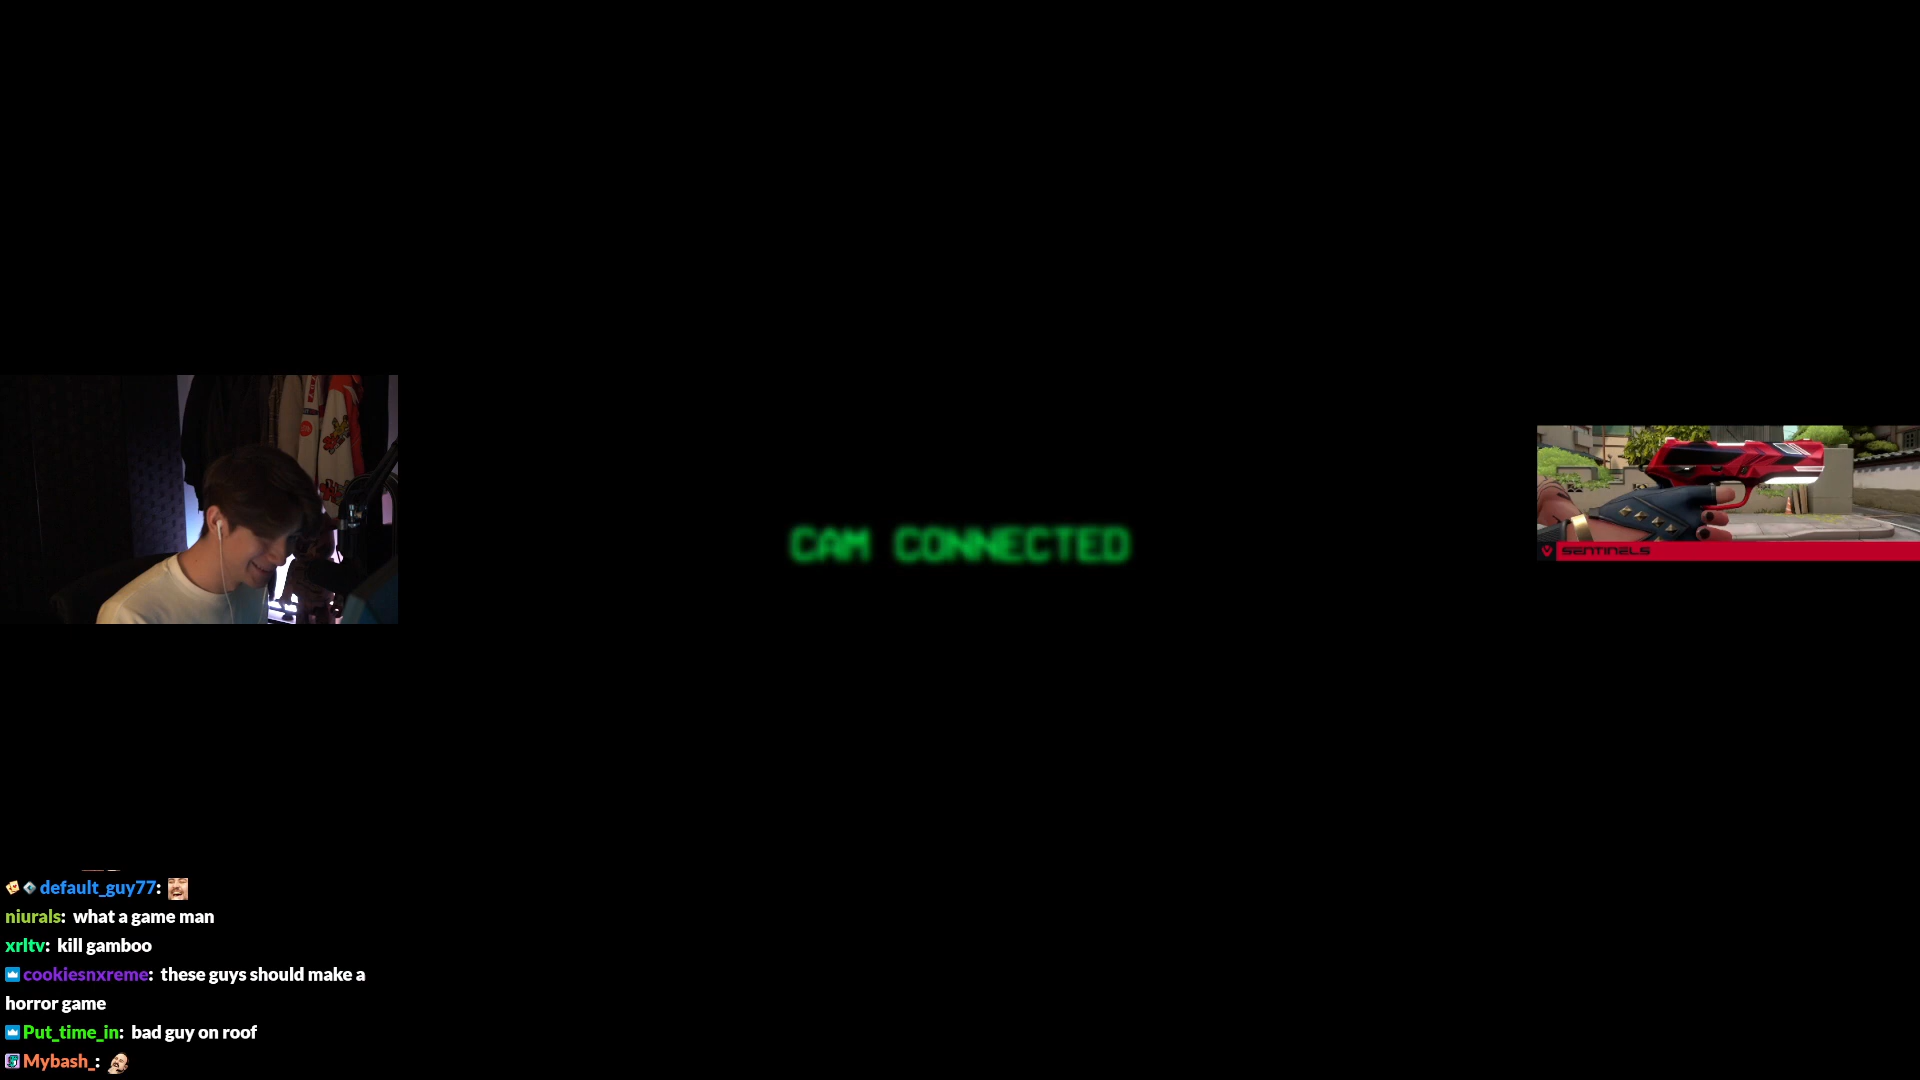 CAM CONNECTED
SENTINELS
default_guy77:
niurals: what a game man
xrltv: kill gamboo
cookiesnxreme: these guys should make a
horror game
Put_time_in: bad guy on roof
Mybash_: